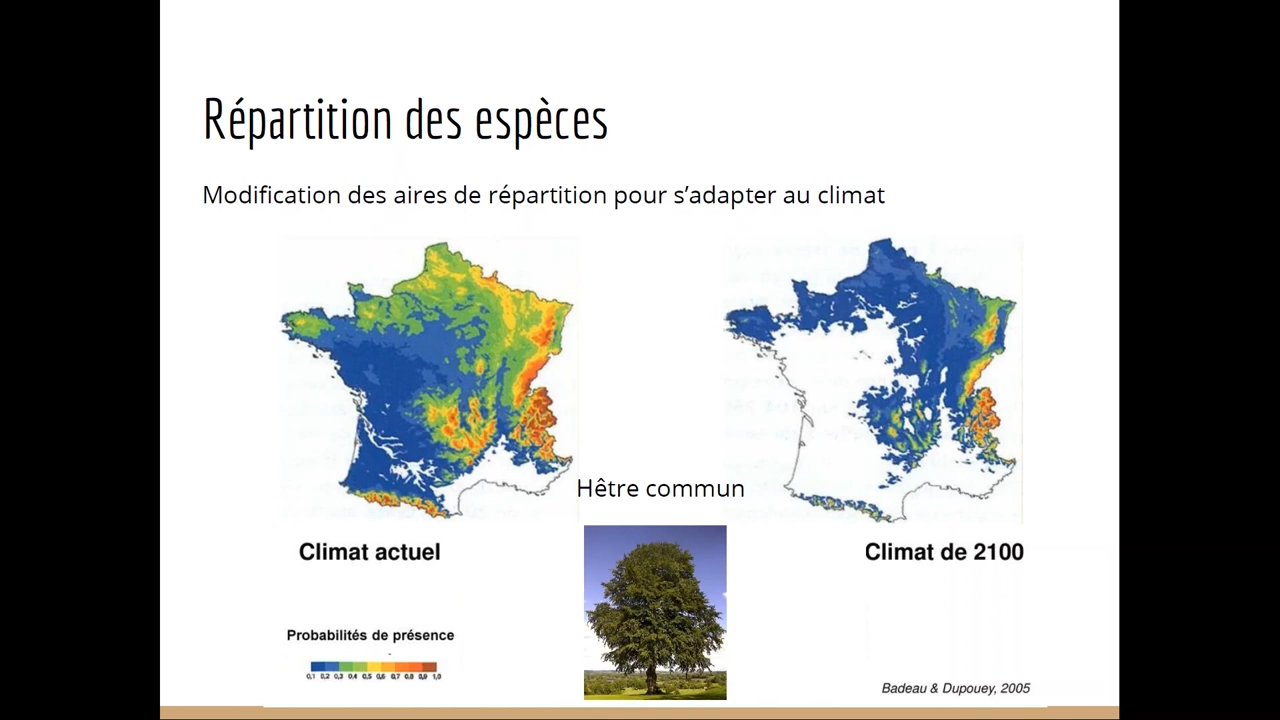 Répartition des espèces
Modification des aires de répartition pour s’adapter au climat
Hêtre commun
Climat actuel
Climat de 2100
Probabilités de présence
0,1 0,2 0,3 0,4 0,5 0,6 0,7 0,8 0,9 1,0
Badeau & Dupouey, 2005